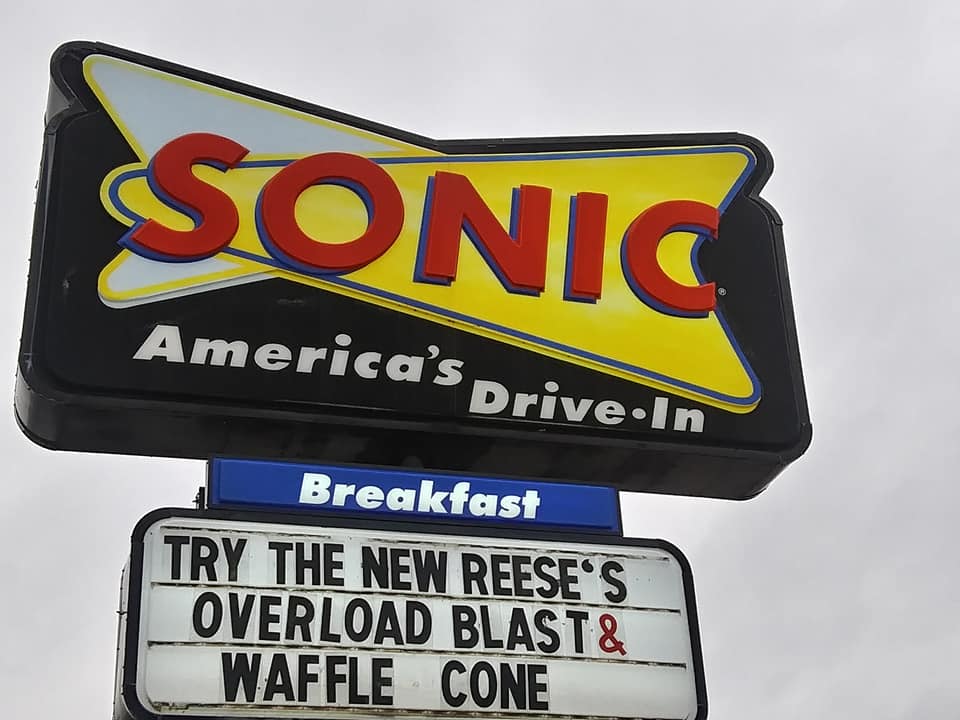 SONIC®
America's Drive-In
Breakfast
TRY THE NEW REESE'S
OVERLOAD BLAST &
WAFFLE CONE